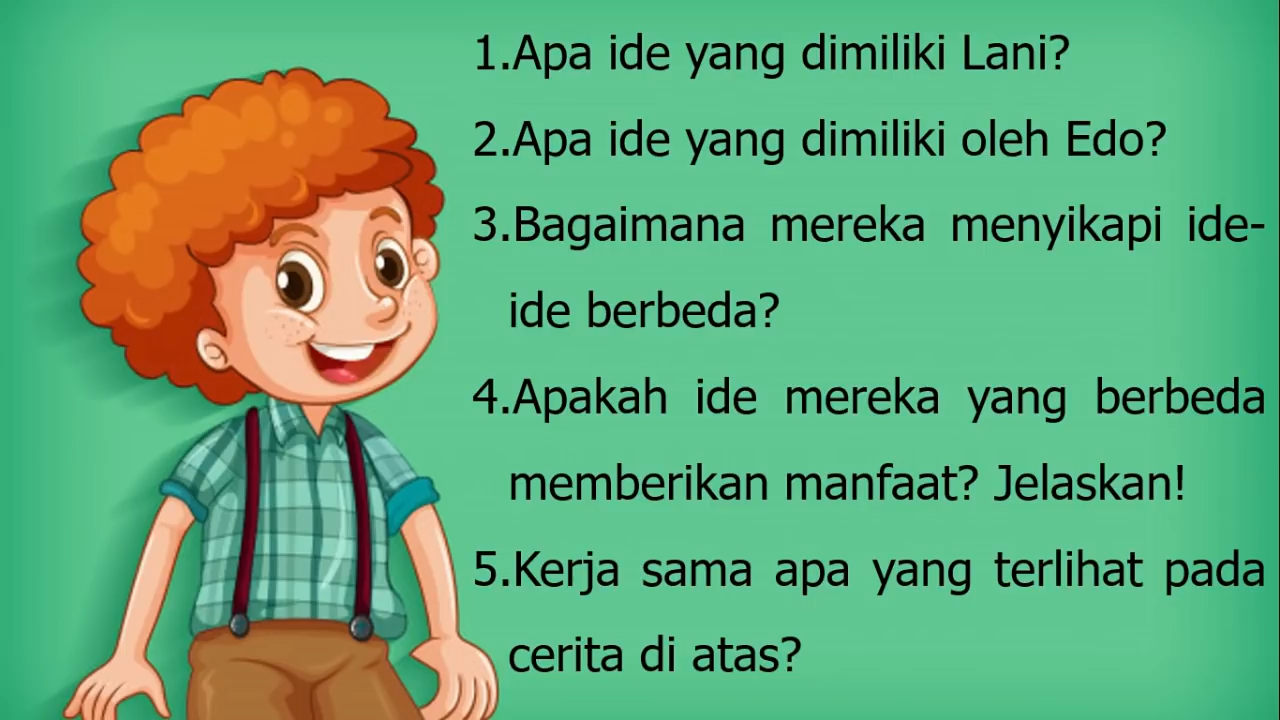 1.Apa ide yang dimiliki Lani?
2.Apa ide yang dimiliki oleh Edo?
3.Bagaimana mereka menyikapi ide-
ide berbeda?
4.Apakah ide mereka yang berbeda
memberikan manfaat? Jelaskan!
5.Kerja sama apa yang terlihat pada
cerita di atas?